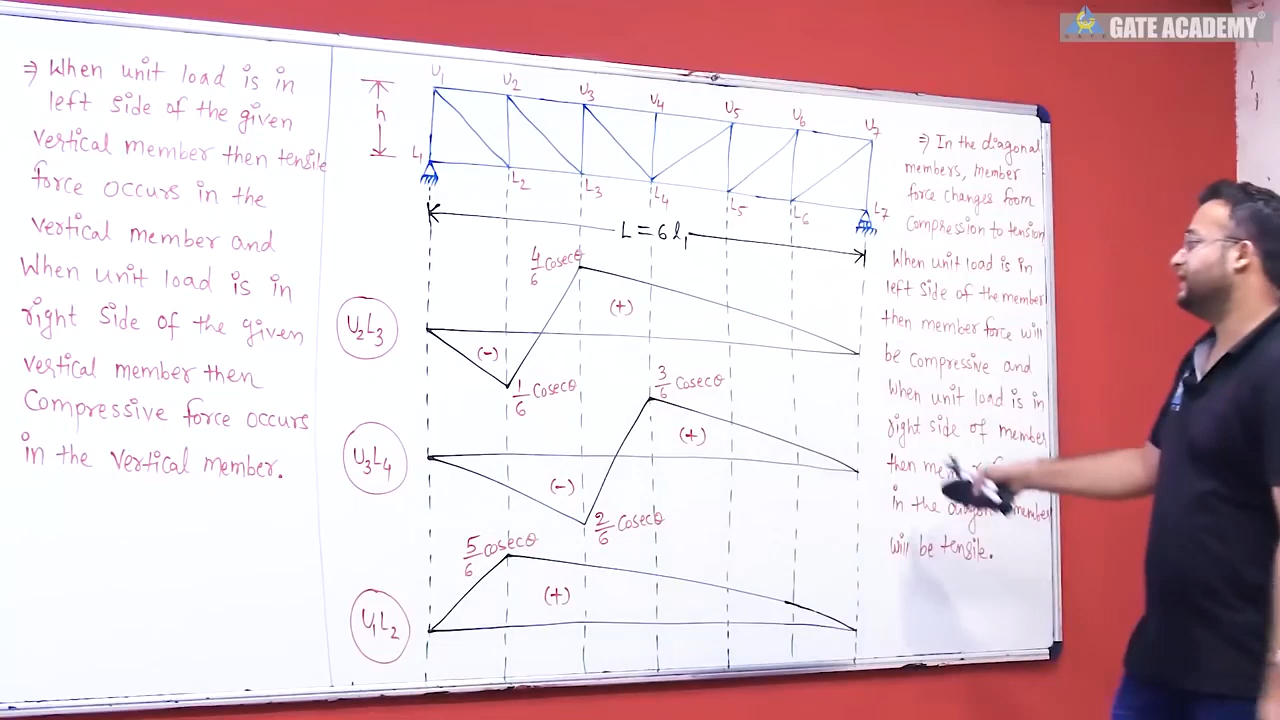 GATE ACADEMY®
⇒ When unit load is in
left side of the given
vertical member then tensile
force occurs in the
vertical member and
When unit load is in
right side of the given
vertical member then
Compressive force occurs
in the vertical member.
U1 U2 U3 U4 U5 U6 U7
h
L1 L2 L3 L4 L5 L6 L7
L = 6l1
U2L3
4/6 cosecθ
(+)
(-)
1/6 cosecθ
U3L4
3/6 cosecθ
(+)
(-)
2/6 cosecθ
U1L2
5/6 cosecθ
(+)
⇒ In the diagonal
members, member
force changes from
Compression to tension
When unit load is in
left side of the member
then member force will
be compressive and
When unit load is in
right side of member
then
in the member
will be tensile.